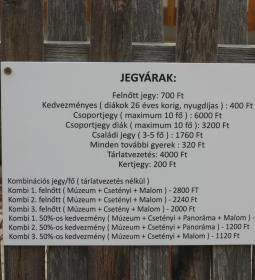 JEGYÁRAK:
Felnőtt jegy: 700 Ft
Kedvezményes ( diákok 26 éves korig, nyugdíjas ) : 400 Ft
Csoportjegy ( maximum 10 fő ) : 6000 Ft
Csoportjegy diák ( maximum 10 fő ): 3200 Ft
Családi jegy ( 3-5 fő ) : 1760 Ft
Minden további gyerek : 320 Ft
Tárlatvezetés: 4000 Ft
Kertjegy: 200 Ft
Kombinációs jegy/fő ( tárlatvezetés nélkül )
Kombi 1. felnőtt ( Múzeum + Csetényi + Malom ) - 2800 FT
Kombi 2. felnőtt ( Múzeum + Csetényi + Malom ) - 2240 Ft
Kombi 3. felnőtt ( Múzeum + Csetényi + Malom ) - 2000 Ft
Kombi 1. 50%-os kedvezmény ( Múzeum + Csetényi + Panoráma + Malom ) -
Kombi 2. 50%-os kedvezmény ( Múzeum + Csetényi + Panoráma ) - 1200 Ft
Kombi 3. 50%-os kedvezmény ( Múzeum + Csetényi + Malom ) - 1120 Ft